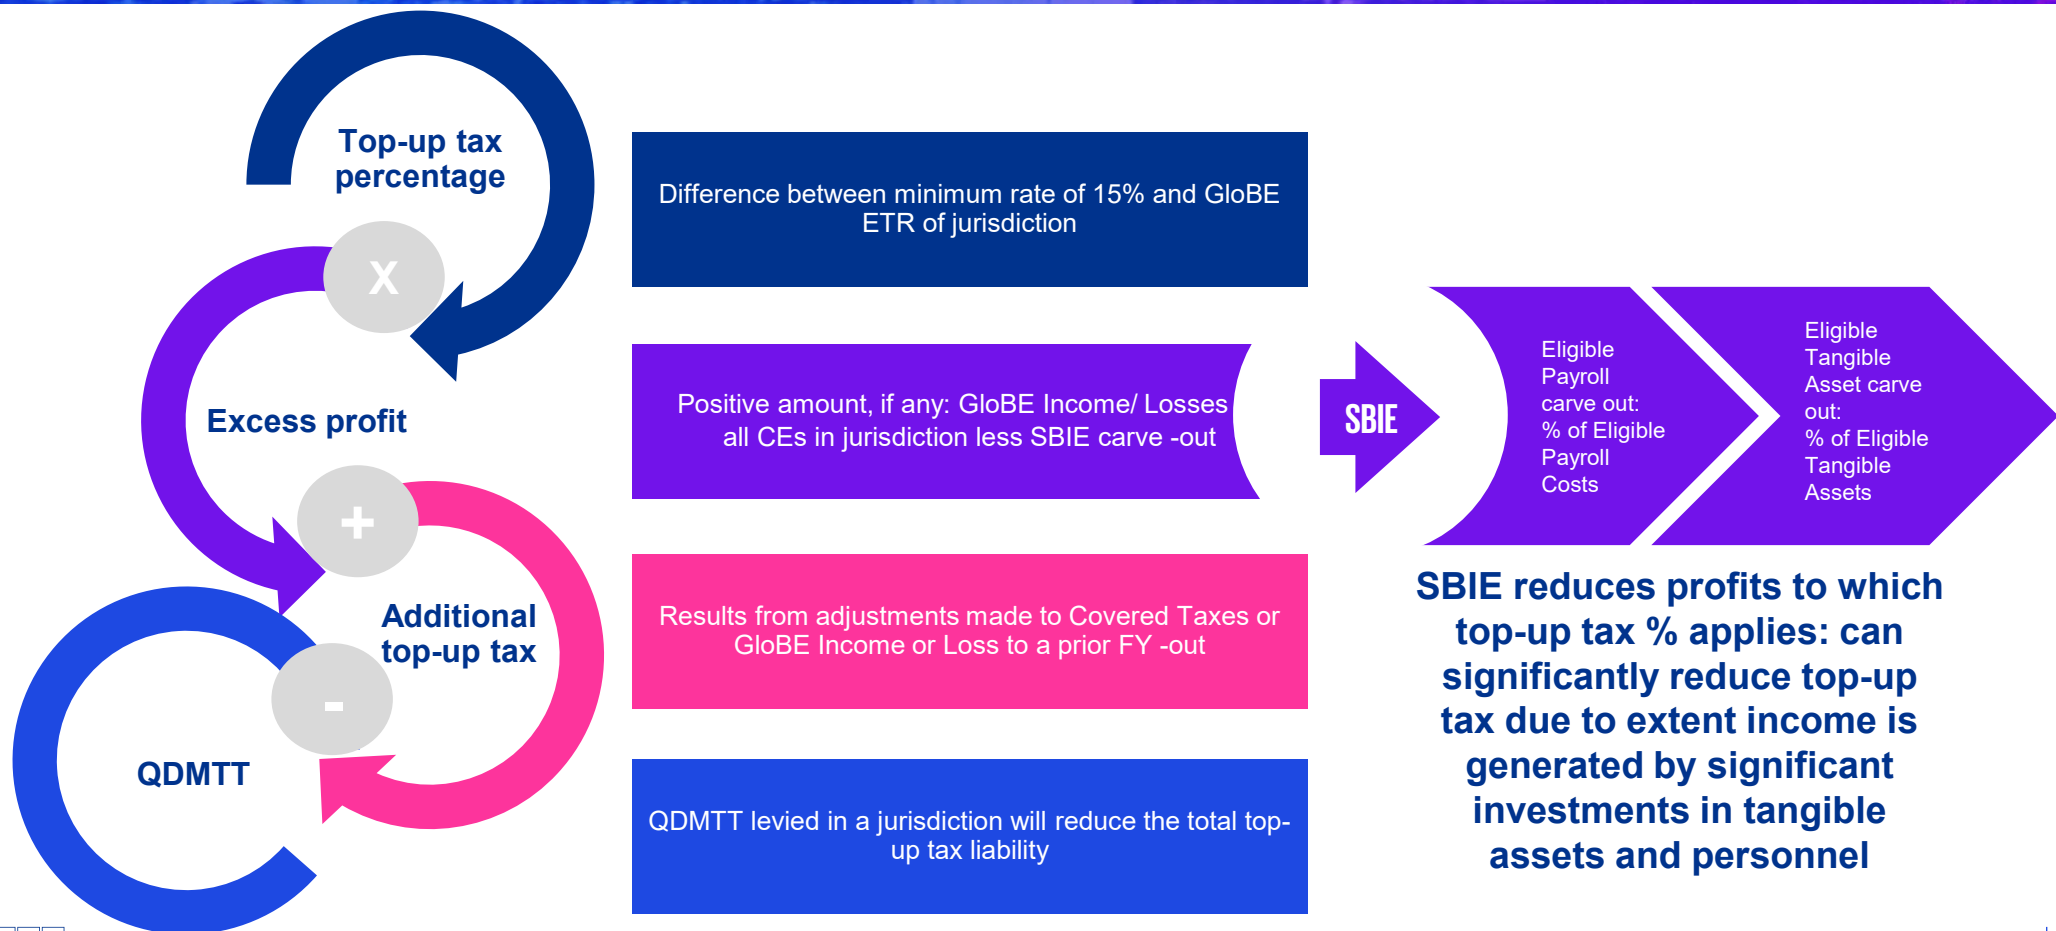 Top-up tax
percentage
X
Difference between minimum rate of 15% and GloBE
ETR of jurisdiction
Excess profit
Positive amount, if any: GloBE Income/ Losses
all CEs in jurisdiction less SBIE carve -out
SBIE
Eligible
Payroll
carve out:
% of Eligible
Payroll
Costs
Eligible
Tangible
Asset carve
out:
% of Eligible
Tangible
Assets
+
Additional
top-up tax
Results from adjustments made to Covered Taxes or
GloBE Income or Loss to a prior FY -out
-
QDMTT
QDMTT levied in a jurisdiction will reduce the total top-
up tax liability
SBIE reduces profits to which
top-up tax % applies: can
significantly reduce top-up
tax due to extent income is
generated by significant
investments in tangible
assets and personnel